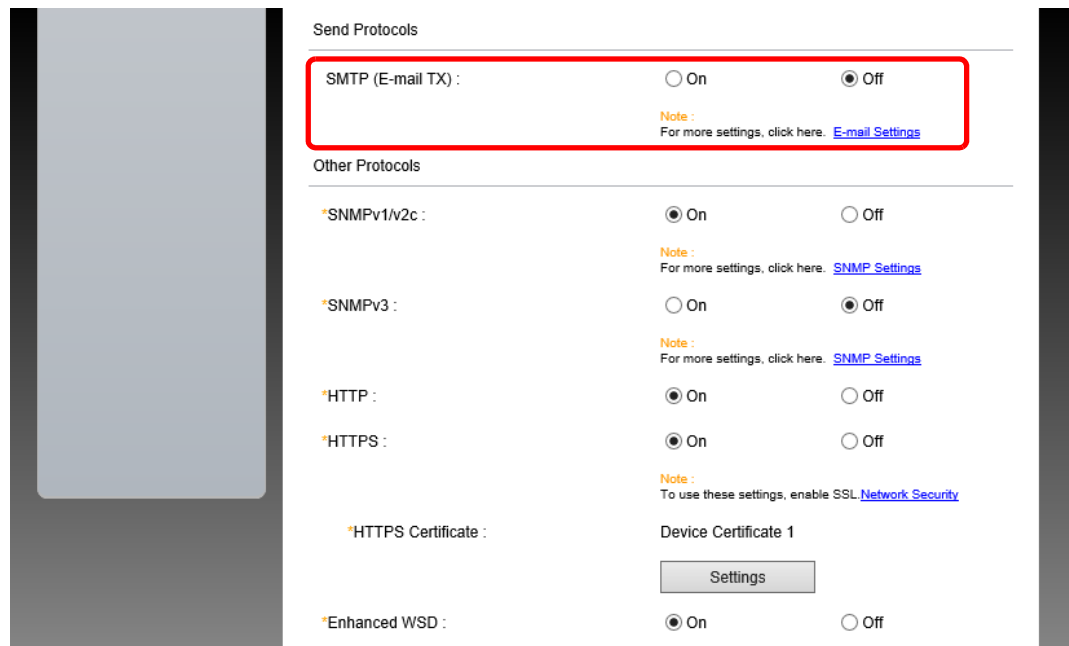 Send Protocols
SMTP (E-mail TX) : On Off
Note :
For more settings, click here. E-mail Settings
Other Protocols
*SNMPv1/v2c : On Off
Note :
For more settings, click here. SNMP Settings
*SNMPv3 : On Off
Note :
For more settings, click here. SNMP Settings
*HTTP : On Off
*HTTPS : On Off
Note :
To use these settings, enable SSL.Network Security
*HTTPS Certificate : Device Certificate 1
Settings
*Enhanced WSD : On Off